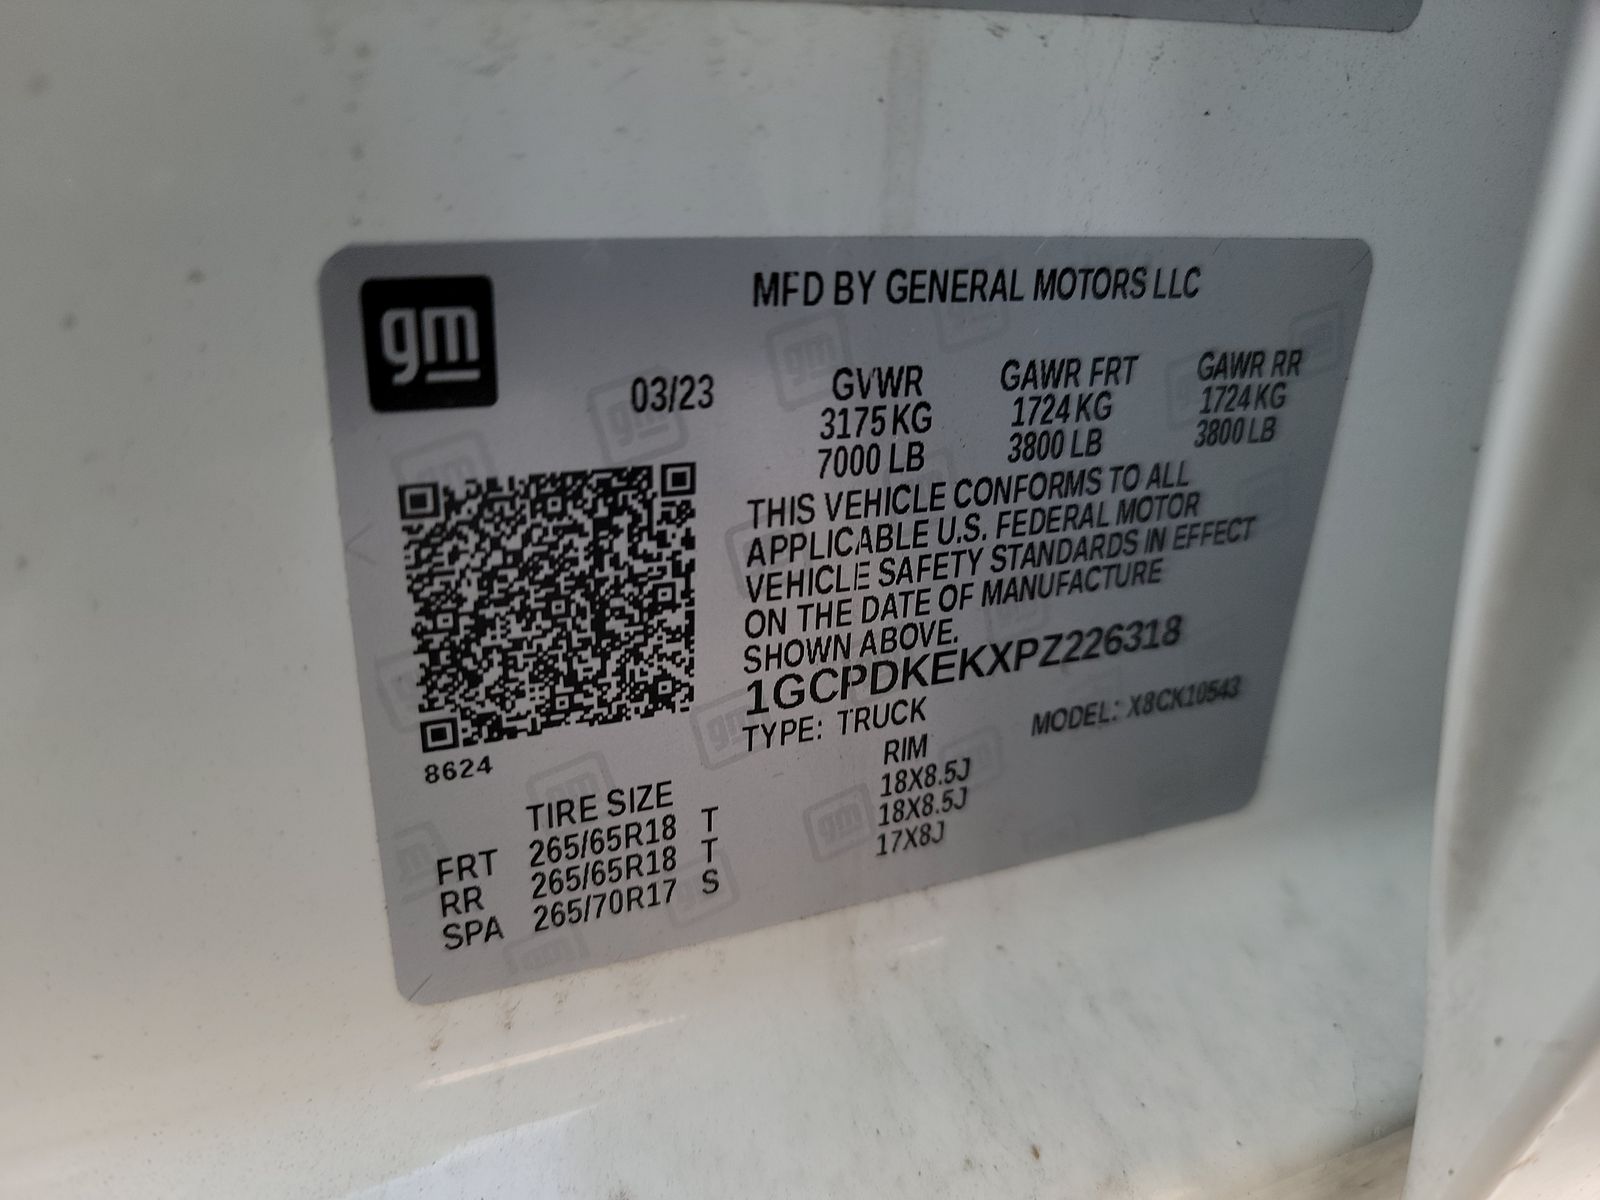 gm
MFD BY GENERAL MOTORS LLC
03/23
GVWR GAWR FRT GAWR RR
3175 KG 1724 KG 1724 KG
7000 LB 3800 LB 3800 LB
THIS VEHICLE CONFORMS TO ALL
APPLICABLE U.S. FEDERAL MOTOR
VEHICLE SAFETY STANDARDS IN EFFECT
ON THE DATE OF MANUFACTURE
SHOWN ABOVE.
1GCPDKEKXPZ226318
TYPE: TRUCK MODEL: X8CK10543
8624
TIRE SIZE RIM
FRT 265/65R18 T 18X8.5J
RR 265/65R18 T 18X8.5J
SPA 265/70R17 S 17X8J